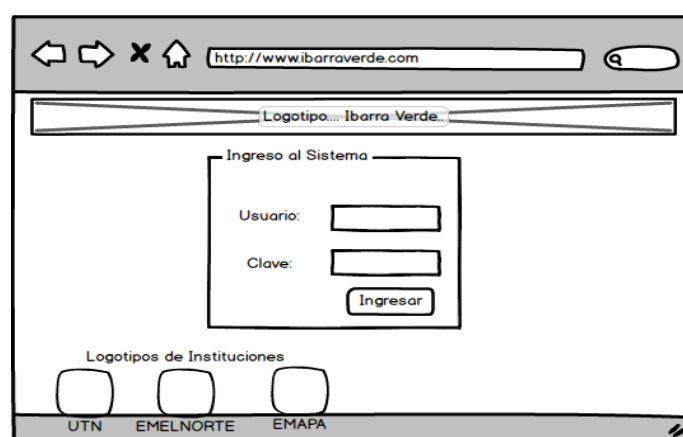 http://www.ibarraverde.com
Logotipo.... Ibarra Verde..
Ingreso al Sistema
Usuario:
Clave:
Ingresar
Logotipos de Instituciones
UTN EMELNORTE EMAPA